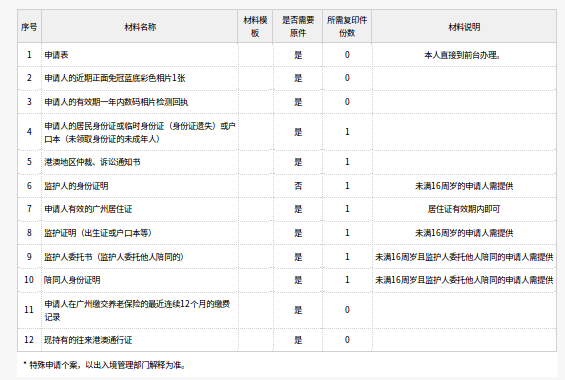 序号 材料名称 材料模板 是否需要原件 所需复印件份数 材料说明
1 申请表 是 0 本人直接到前台办理。
2 申请人的近期正面免冠蓝底彩色相片1张 是 0
3 申请人的有效期一年内数码相片检测回执 是 0
4 申请人的居民身份证或临时身份证（身份证遗失）或户口本（未领取身份证的未成年人） 是 1
5 港澳地区仲裁、诉讼通知书 是 1
6 监护人的身份证明 否 1 未满16周岁的申请人需提供
7 申请人有效的广州居住证 是 1 居住证有效期内即可
8 监护证明（出生证或户口本等） 是 1 未满16周岁的申请人需提供
9 监护人委托书（监护人委托他人陪同的） 是 1 未满16周岁且监护人委托他人陪同的申请人需提供
10 陪同人身份证明 是 1 未满16周岁且监护人委托他人陪同的申请人需提供
11 申请人在广州缴交养老保险的最近连续12个月的缴费记录 是 0
12 现持有的往来港澳通行证 是 0
* 特殊申请个案，以出入境管理部门解释为准。